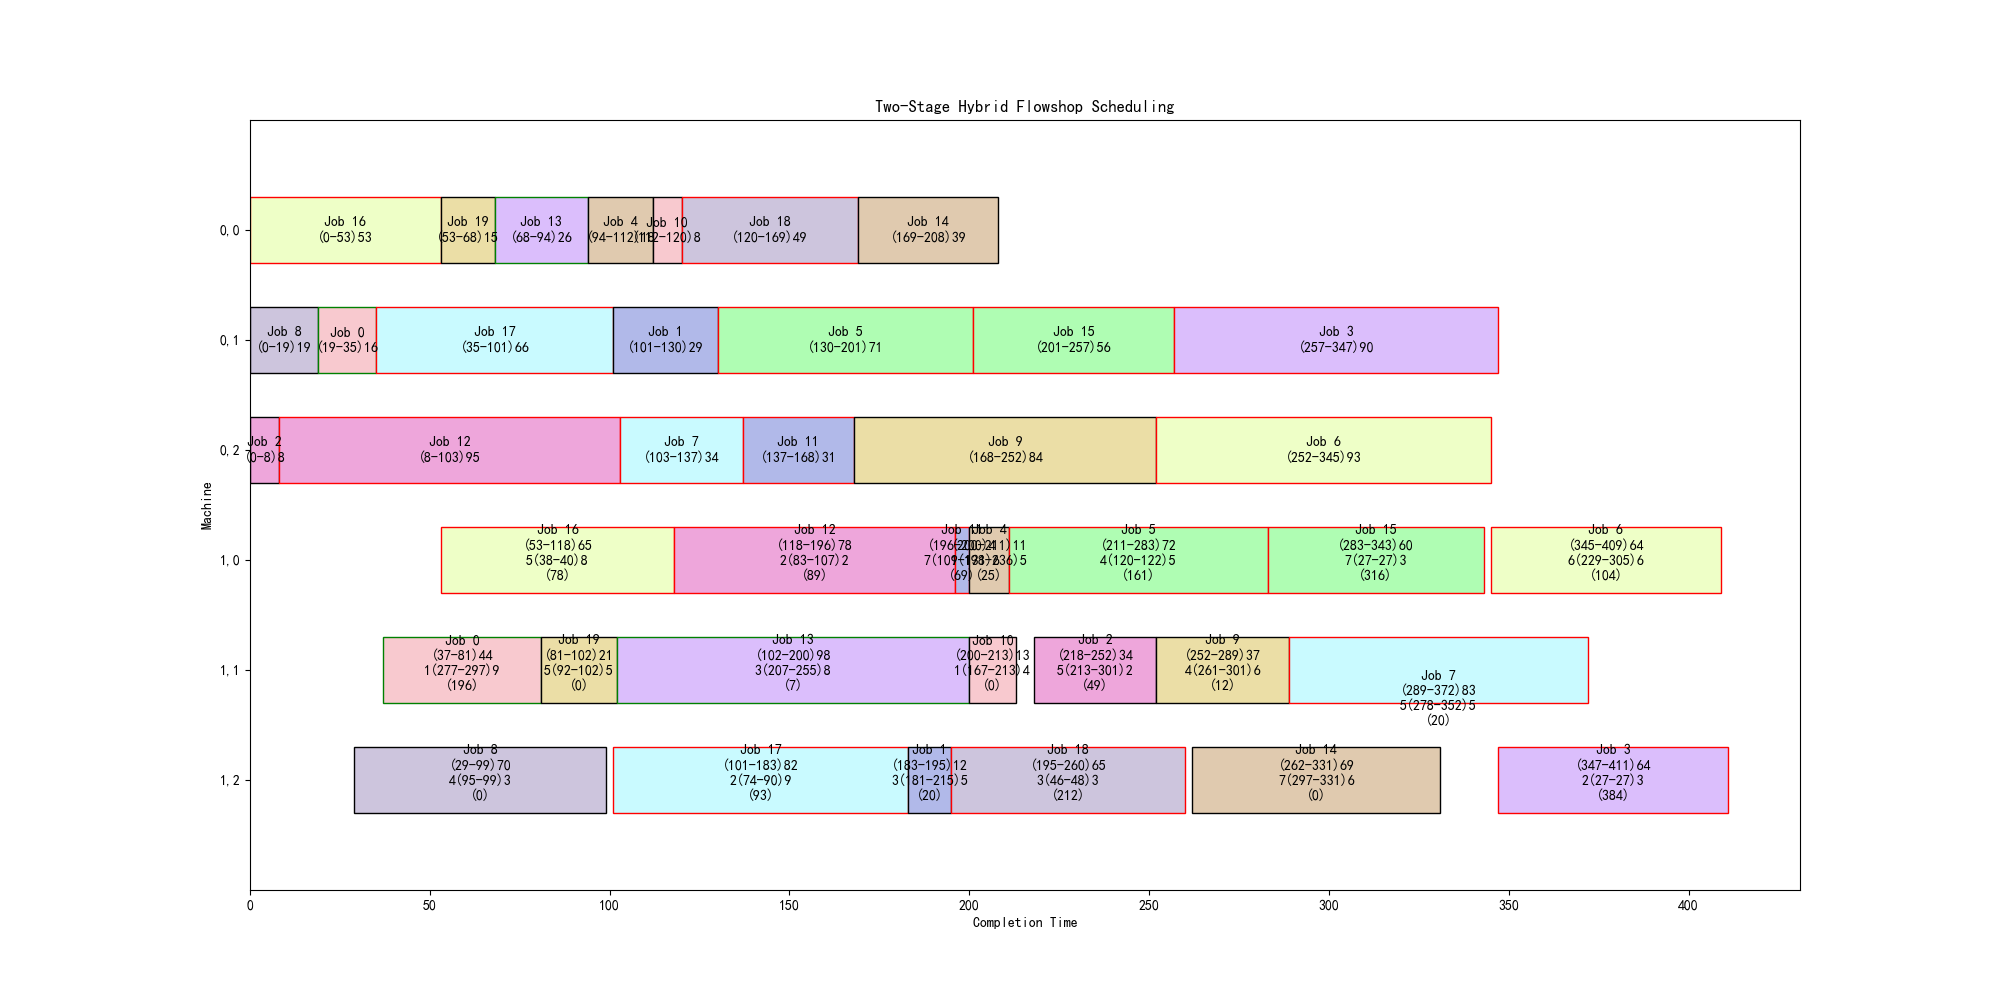 Two-Stage Hybrid Flowshop Scheduling
Machine
0,0
Job 16
(0-53)53
Job 19
(53-68)15
Job 13
(68-94)26
Job 4
(94-112)18
Job 10
(112-120)8
Job 18
(120-169)49
Job 14
(169-208)39
0,1
Job 8
(0-19)19
Job 0
(19-35)16
Job 17
(35-101)66
Job 1
(101-130)29
Job 5
(130-201)71
Job 15
(201-257)56
Job 3
(257-347)90
0,2
Job 2
(0-8)8
Job 12
(8-103)95
Job 7
(103-137)34
Job 11
(137-168)31
Job 9
(168-252)84
Job 6
(252-345)93
1,0
Job 16
(53-118)65
5(38-40)8
(78)
Job 12
(118-196)78
2(83-107)2
(89)
Job 11
(196-200)4
(69)
Job 4
(200-211)11
(25)
Job 5
(211-283)72
4(120-122)5
(161)
Job 15
(283-343)60
7(27-27)3
(316)
Job 6
(345-409)64
6(229-305)6
(104)
1,1
Job 0
(37-81)44
1(277-297)9
(196)
Job 19
(81-102)21
5(92-102)5
(0)
Job 13
(102-200)98
3(207-255)8
(7)
Job 10
(200-213)13
1(167-213)4
(0)
Job 2
(218-252)34
5(213-301)2
(49)
Job 9
(252-289)37
4(261-301)6
(12)
Job 7
(289-372)83
5(278-352)5
(20)
1,2
Job 8
(29-99)70
4(95-99)3
(0)
Job 17
(101-183)82
2(74-90)9
(93)
Job 1
(183-195)12
3(181-215)5
(20)
Job 18
(195-260)65
3(46-48)3
(212)
Job 14
(262-331)69
7(297-331)6
(0)
Job 3
(347-411)64
2(27-27)3
(384)
0
50
100
150
200
250
300
350
400
Completion Time